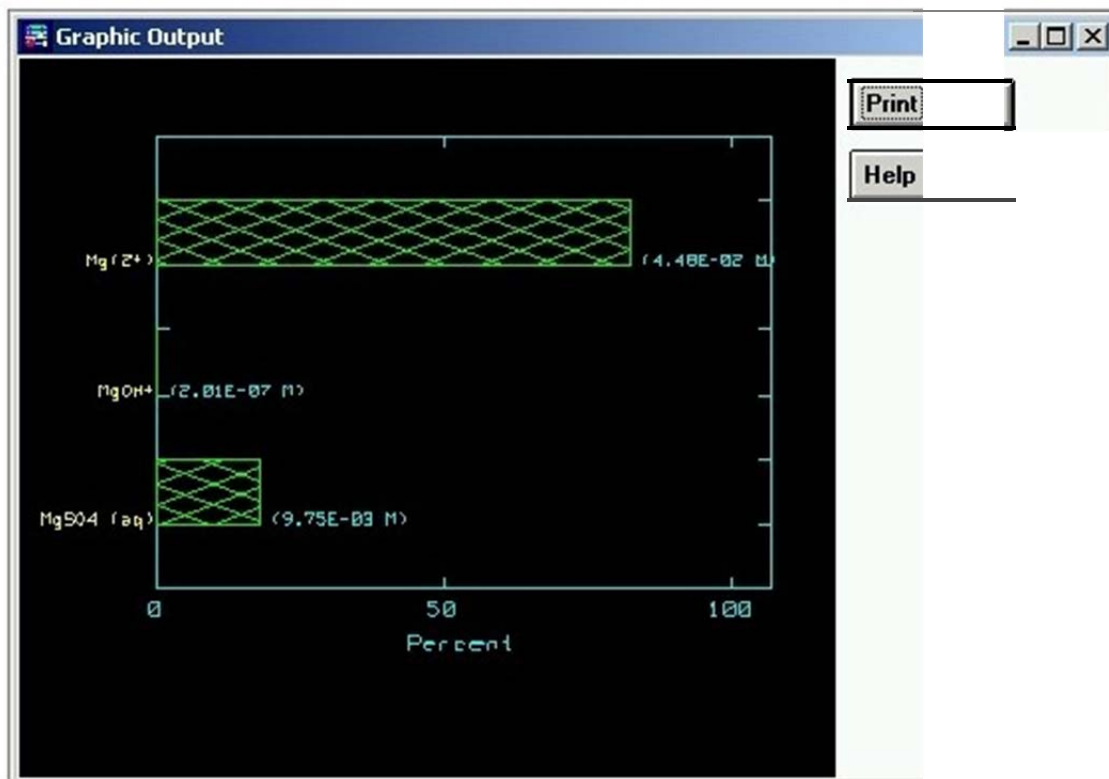 Graphic Output
Print
Help
Mg(2+)
(4.48E-02 M)
MgOH+
(2.01E-07 M)
MgSO4 (aq)
(9.75E-03 M)
0 50 100
Percent